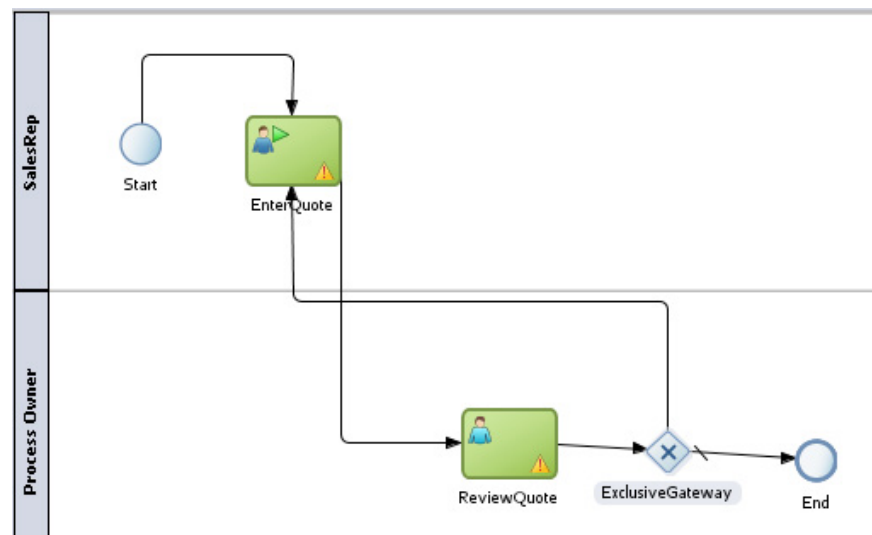 SalesRep
Start
EnterQuote
Process Owner
ReviewQuote
ExclusiveGateway
End